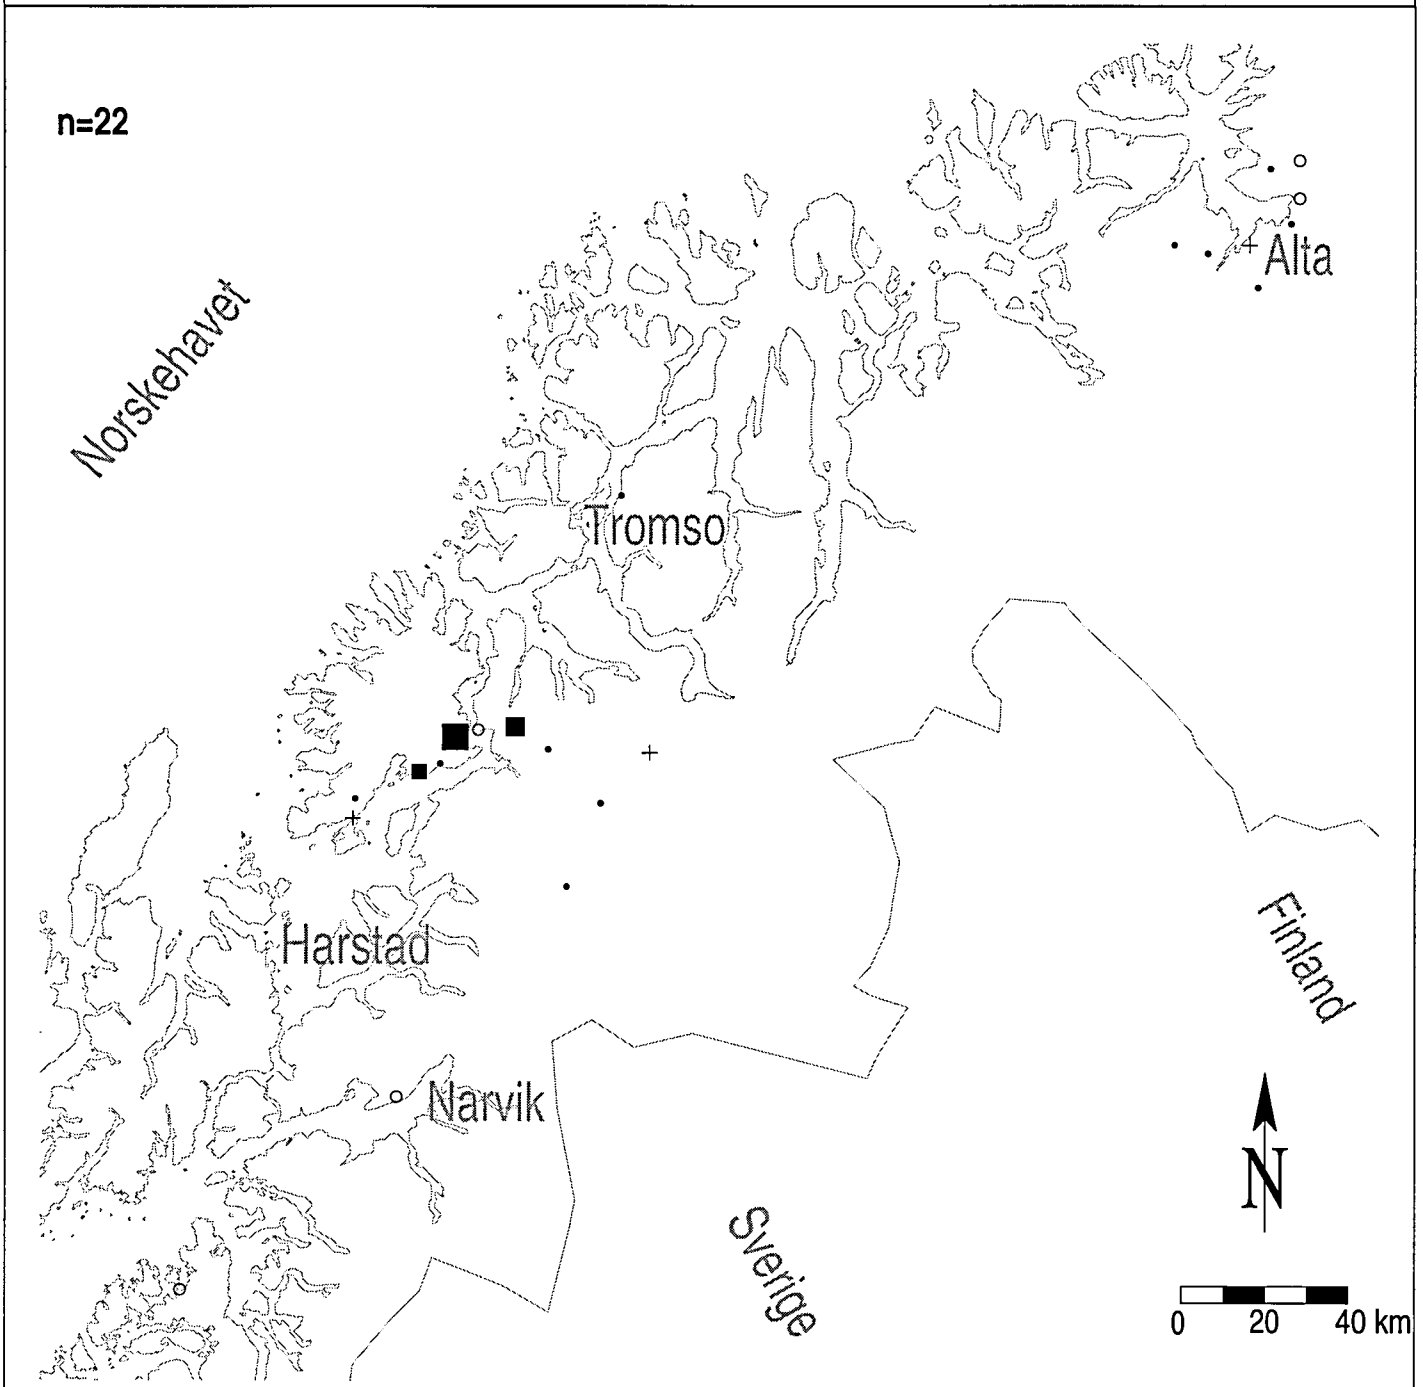 n=22
Alta
Norskehavet
Tromso
Harstad
Finland
Narvik
N
Sverige
0 20 40 km